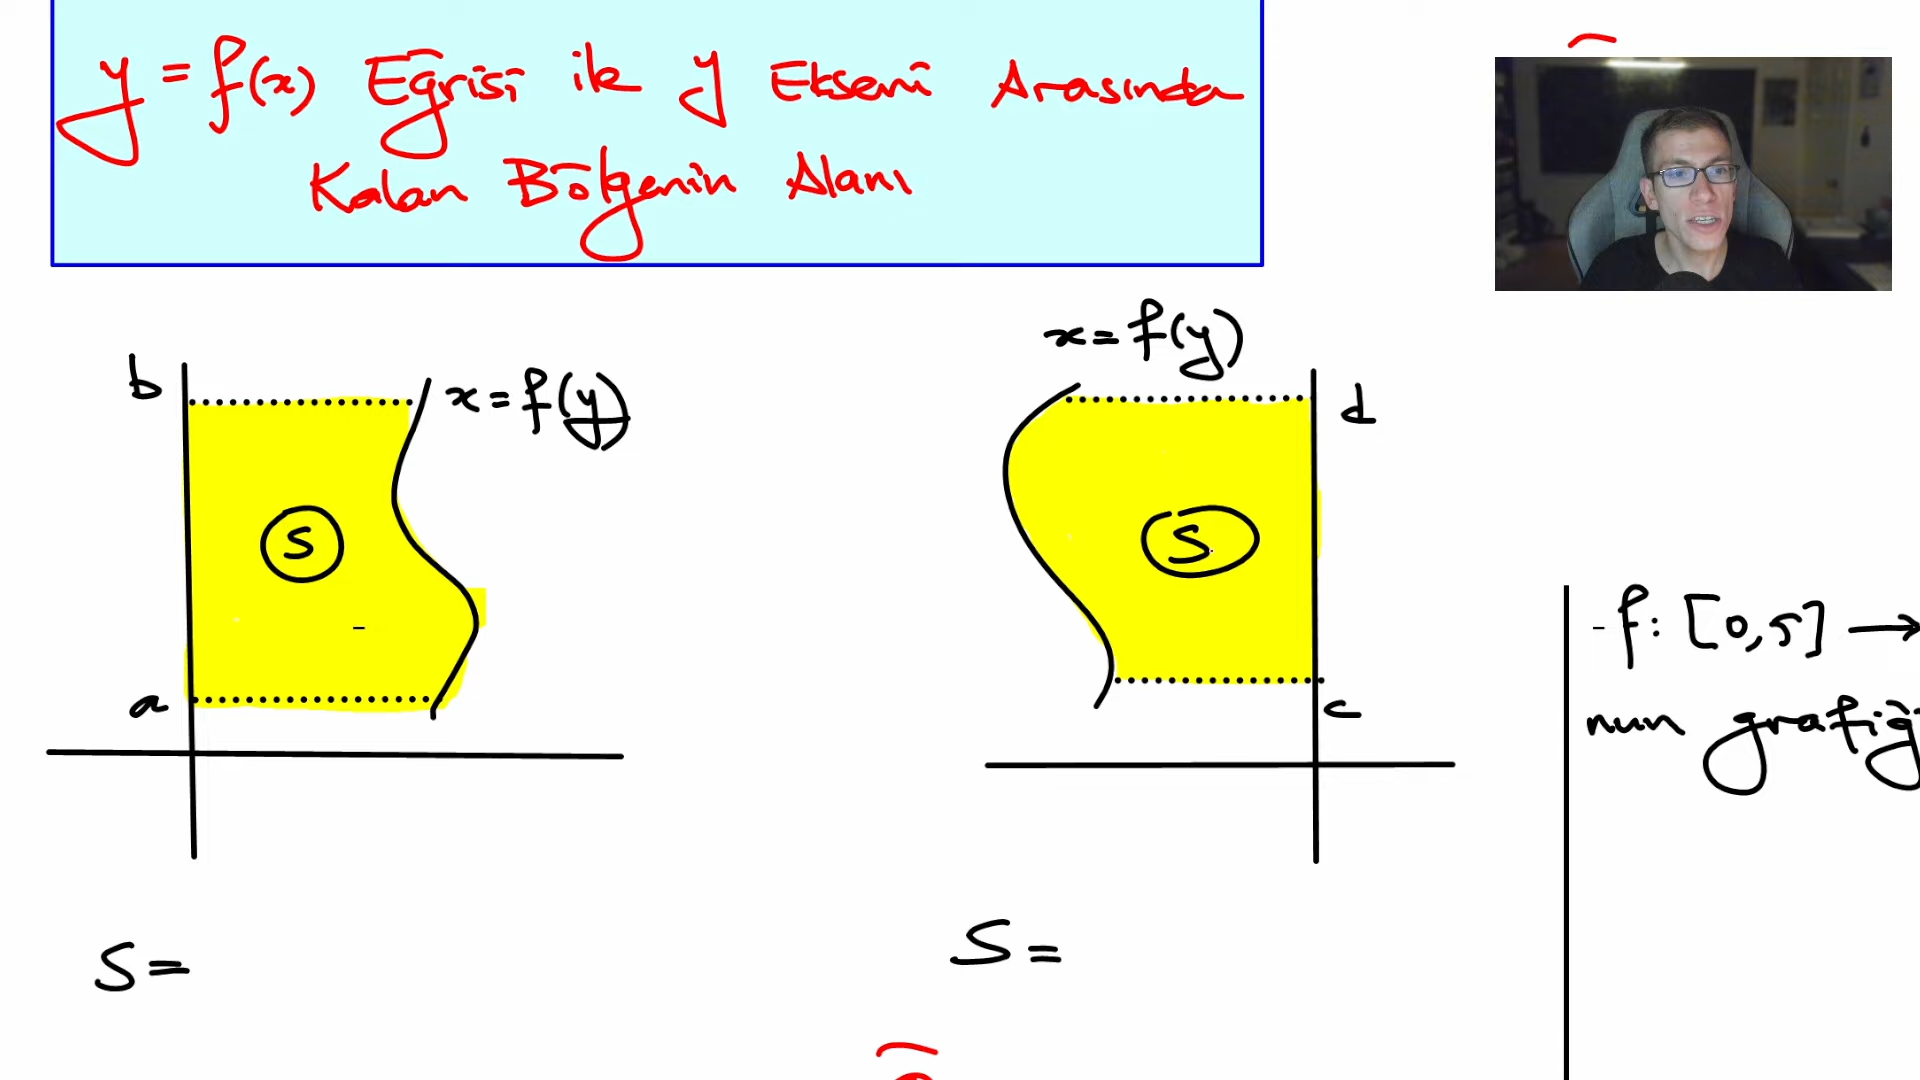 y = f(x) Eğrisi ile y Ekseni Arasında
Kalan Bölgenin Alanı
b
x = f(y)
S
a
S =
x = f(y)
d
S
c
S =
- f: [0,5] →
nun grafiğ